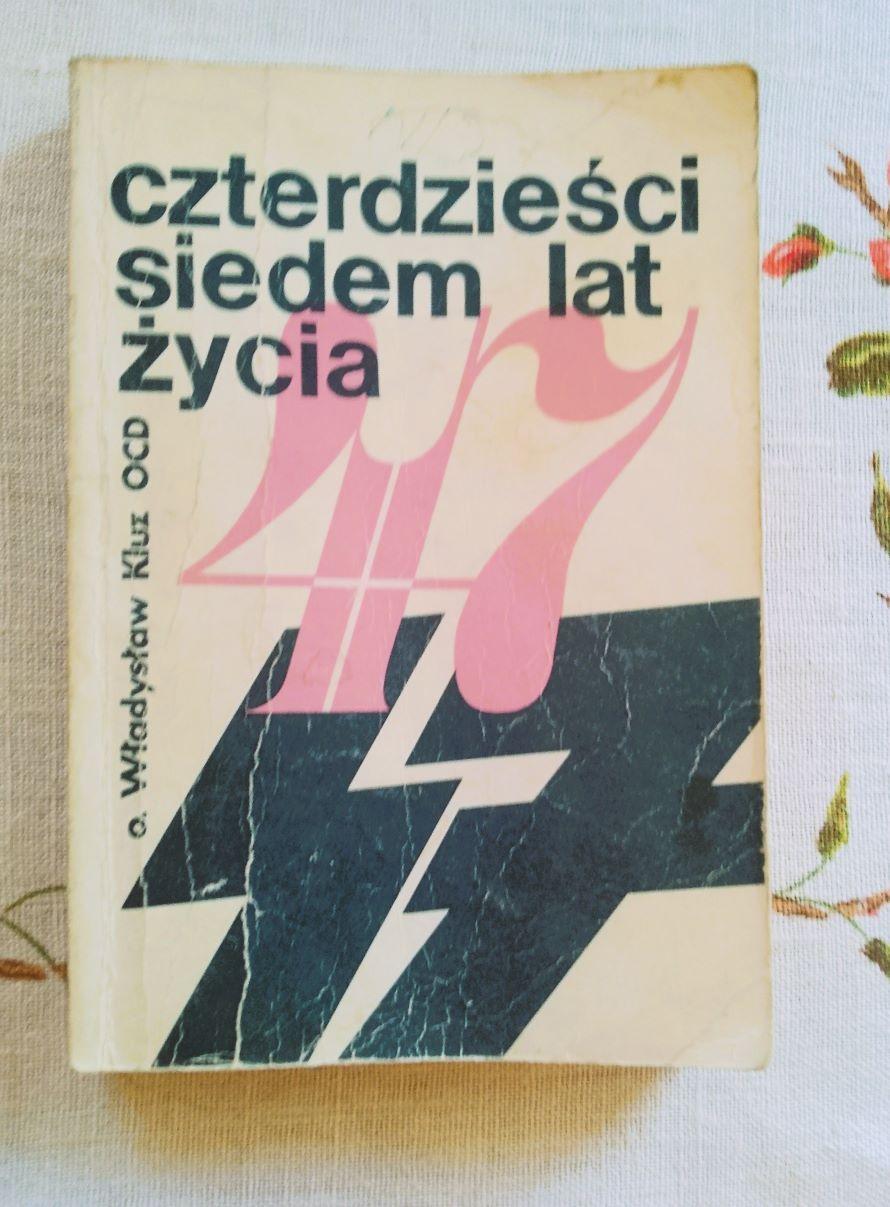 czterdzieści
siedem lat
życia
47
o. Władysław Kluz OCD